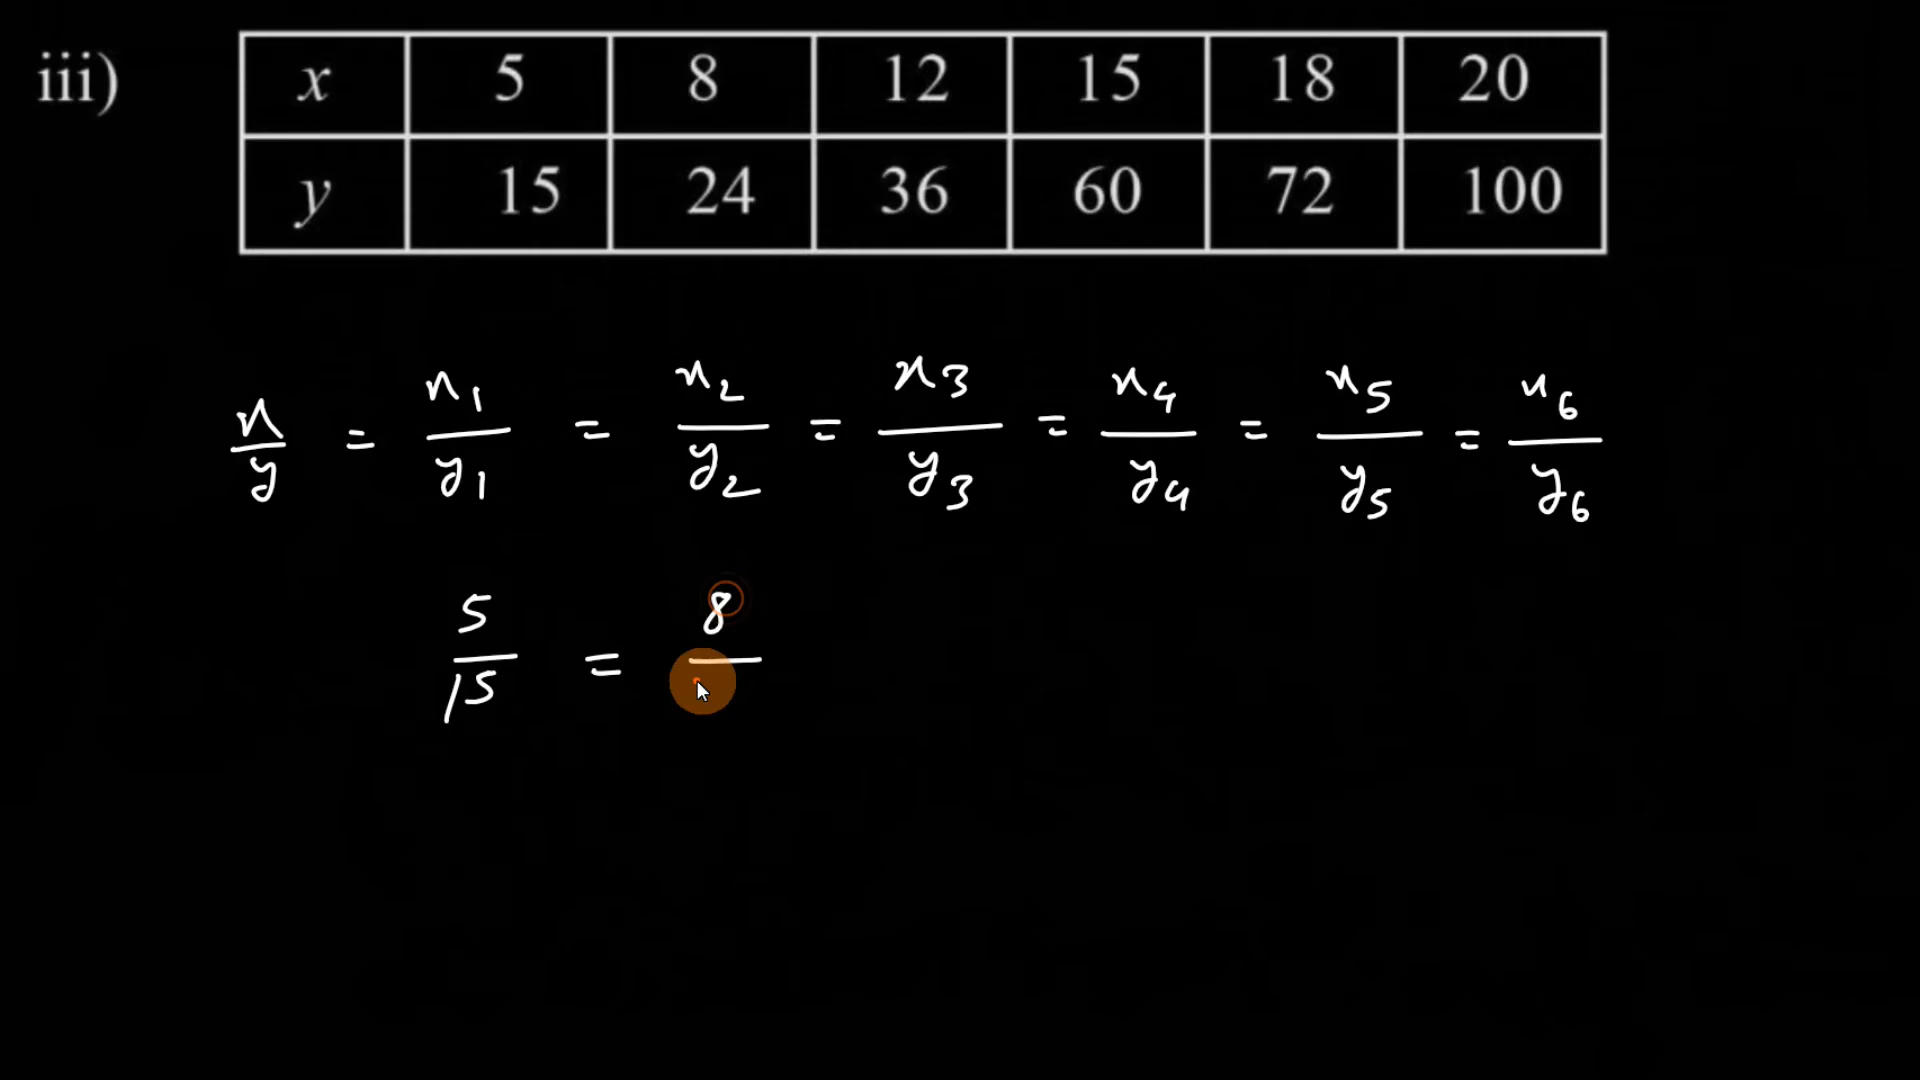 iii) x 5 8 12 15 18 20
y 15 24 36 60 72 100
x/y = x1/y1 = x2/y2 = x3/y3 = x4/y4 = x5/y5 = x6/y6
5/15 = 8/